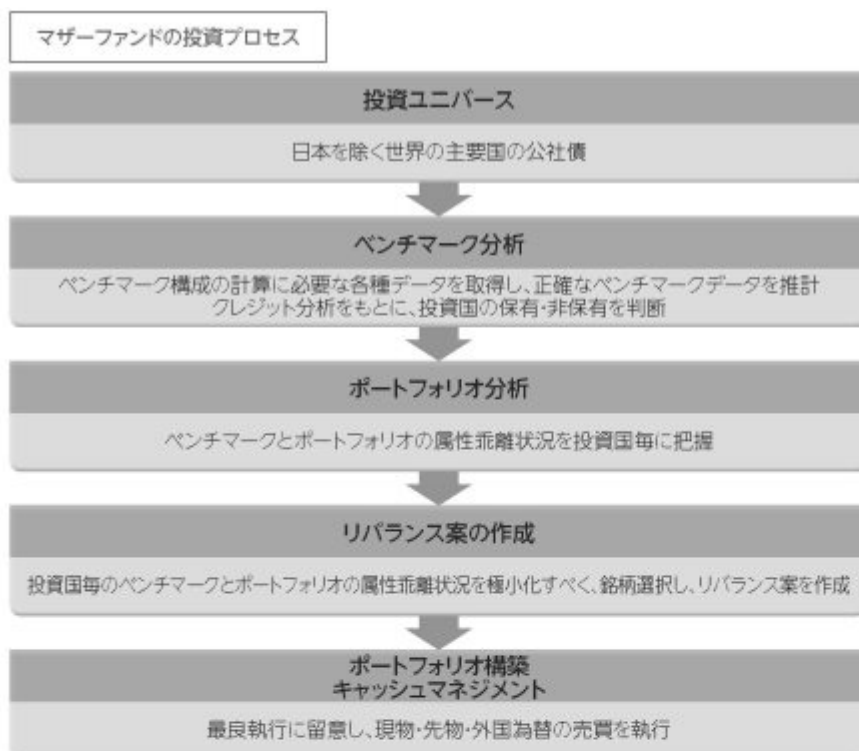 マザーファンドの投資プロセス
投資ユニバース
日本を除く世界の主要国の公社債
ベンチマーク分析
ベンチマーク構成の計算に必要な各種データを取得し、正確なベンチマークデータを推計
クレジット分析をもとに、投資国の保有・非保有を判断
ポートフォリオ分析
ベンチマークとポートフォリオの属性乖離状況を投資国毎に把握
リバランス案の作成
投資国毎のベンチマークとポートフォリオの属性乖離状況を極小化すべく、銘柄選択し、リバランス案を作成
ポートフォリオ構築
キャッシュマネジメント
最良執行に留意し、現物・先物・外国為替の売買を執行